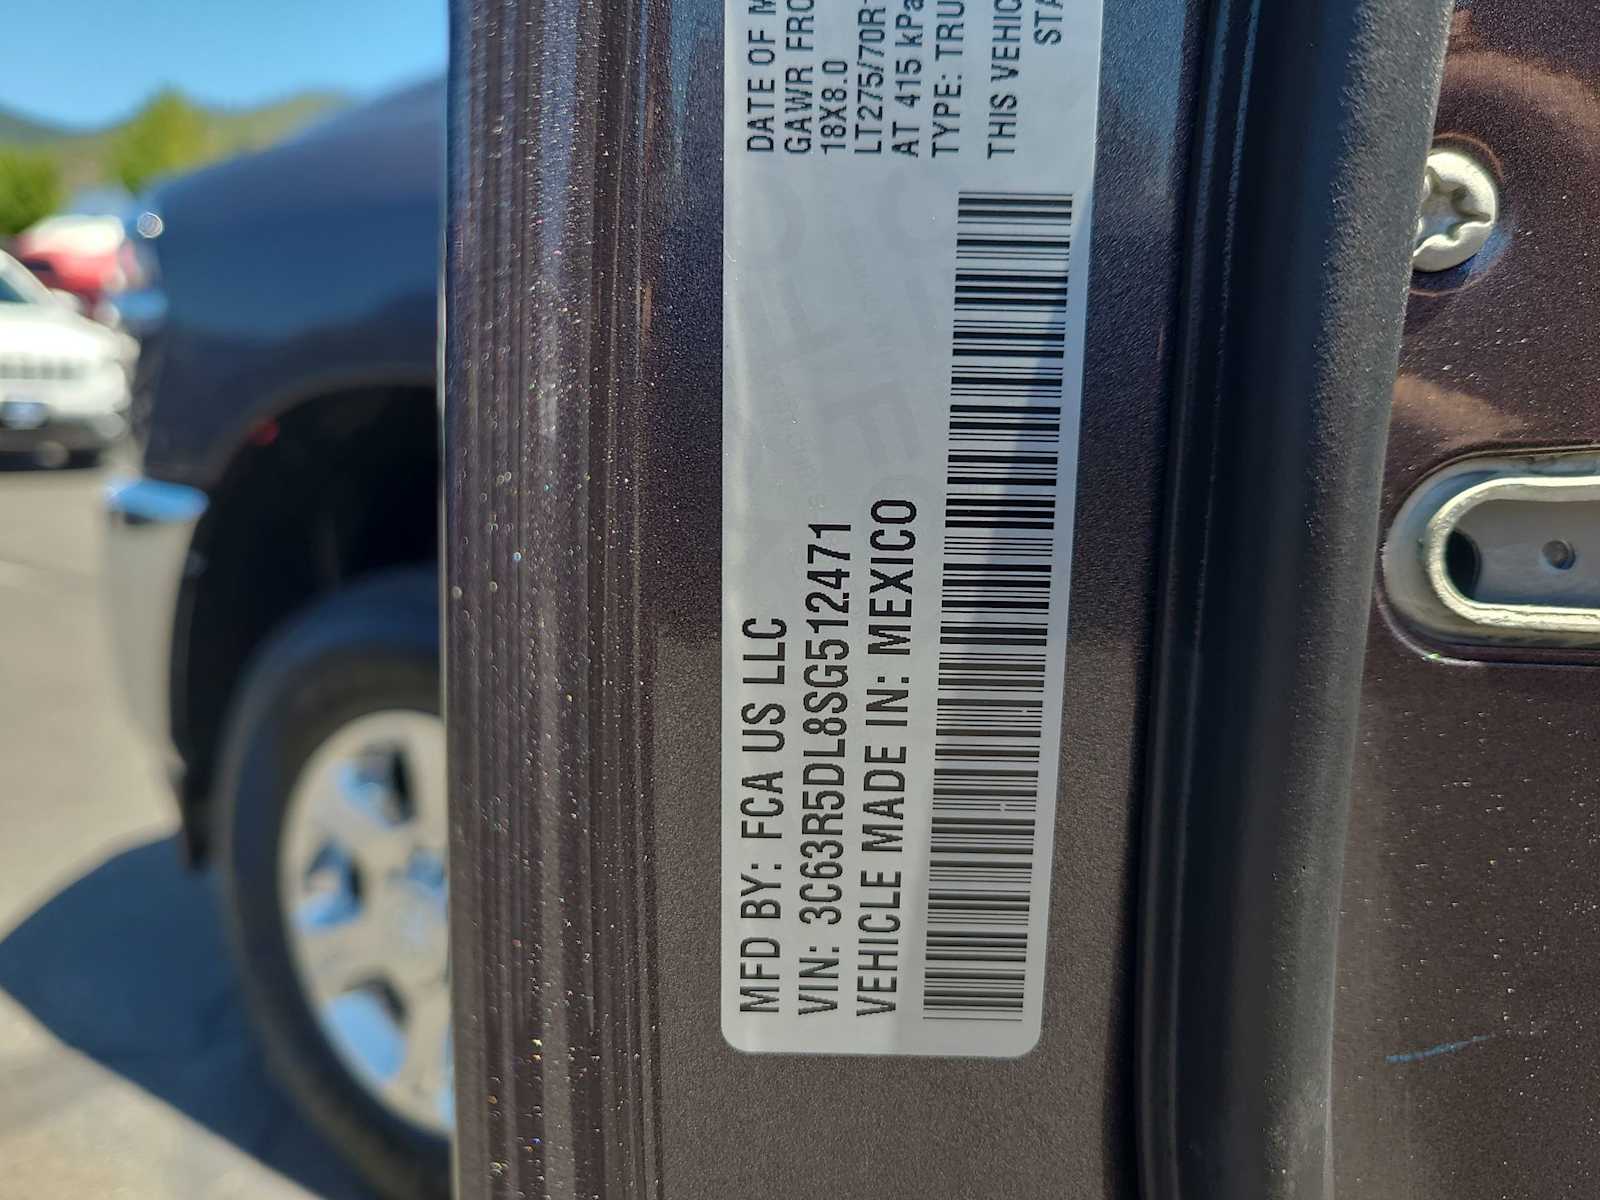 MFD BY: FCA US LLC
VIN: 3C63R5DL8SG512471
VEHICLE MADE IN: MEXICO
DATE OF M
GAWR FRO
18X8.0
LT275/70R1
AT 415 kPa
TYPE: TRU
THIS VEHIC
STA